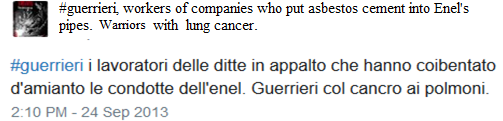 #guerrieri, workers of companies who put asbestos cement into Enel's
pipes. Warriors with lung cancer.
#guerrieri i lavoratori delle ditte in appalto che hanno coibentato
d'amianto le condotte dell'enel. Guerrieri col cancro ai polmoni.
2:10 PM - 24 Sep 2013